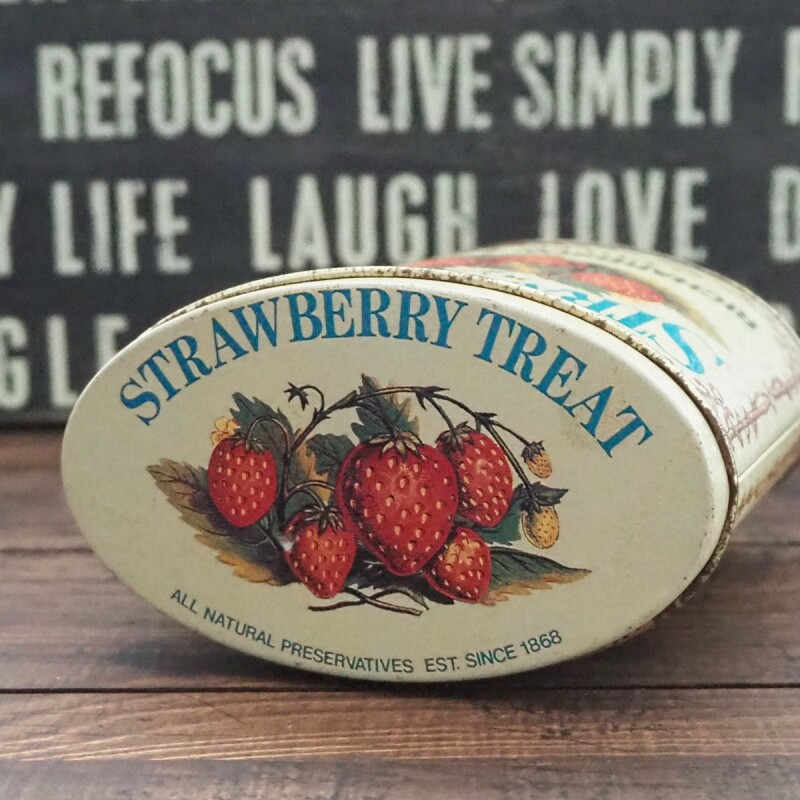 REFOCUS LIVE SIMPLY
LIFE LAUGH LOVE
STRAWBERRY TREAT
ALL NATURAL PRESERVATIVES EST. SINCE 1868